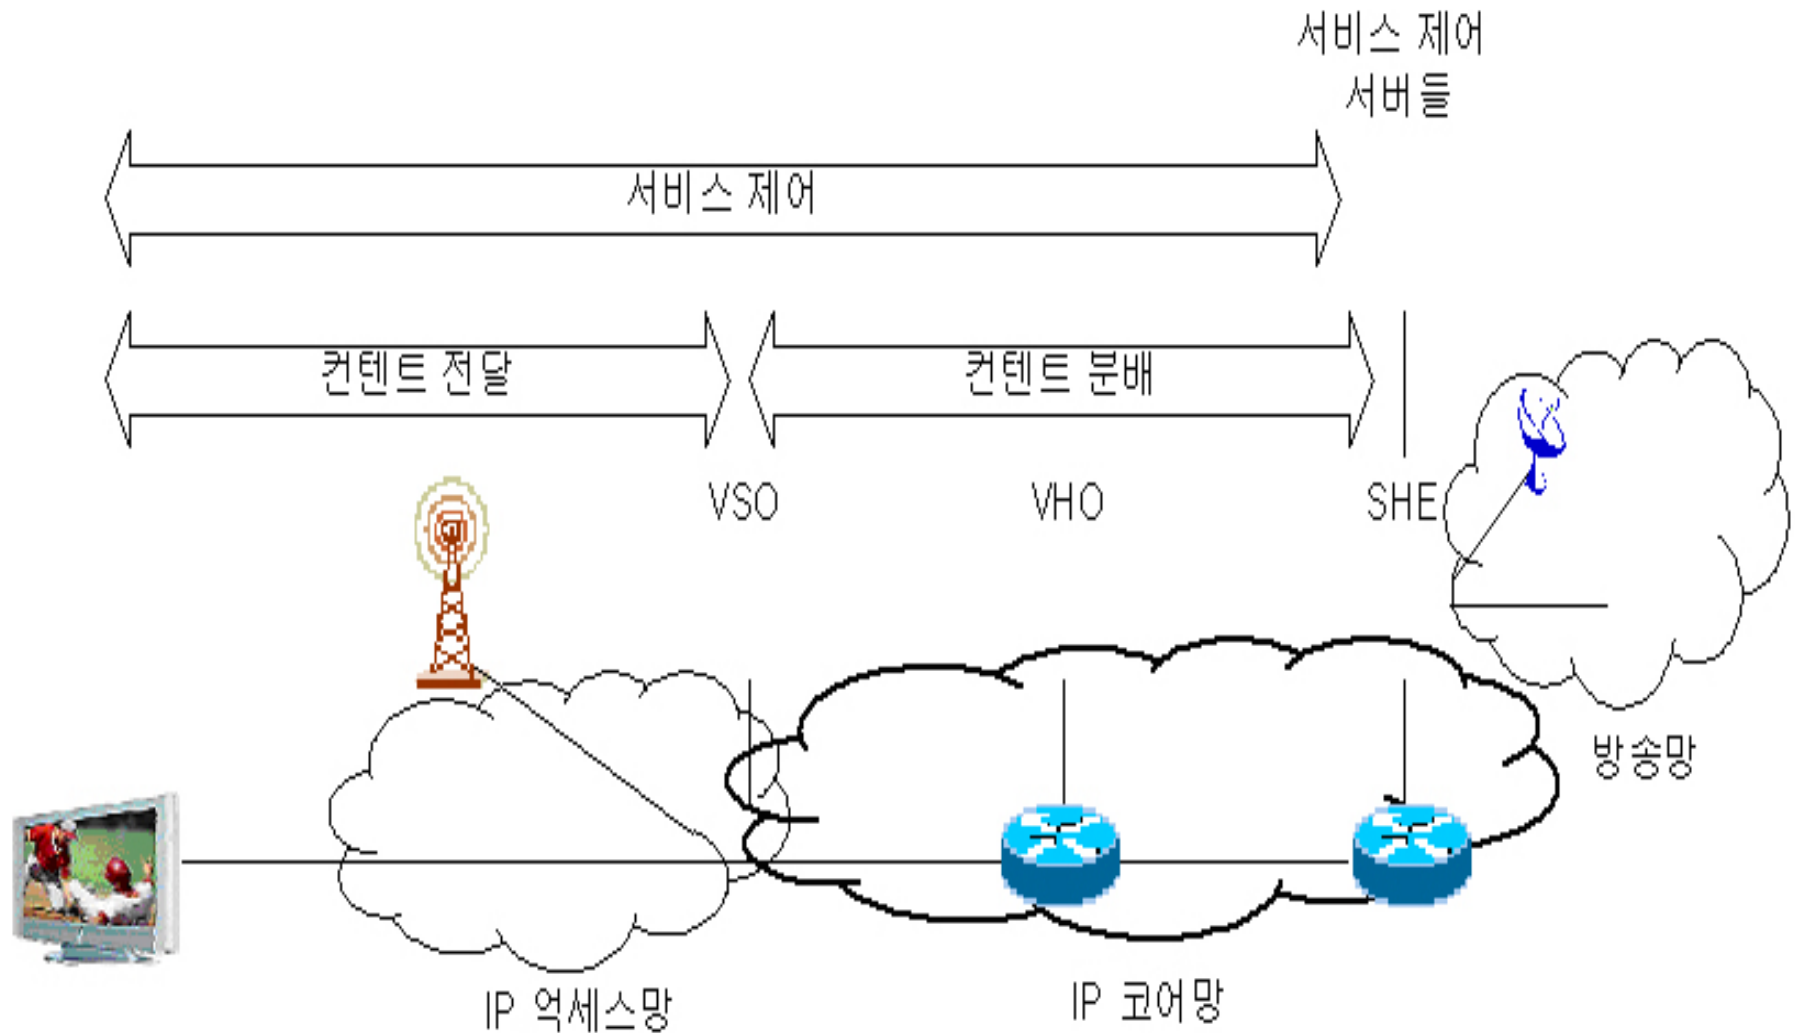 서비스 제어
서버들
서비스 제어
컨텐트 전달
컨텐트 분배
VSO
VHO
SHE
방송망
IP 억세스망
IP 코어망